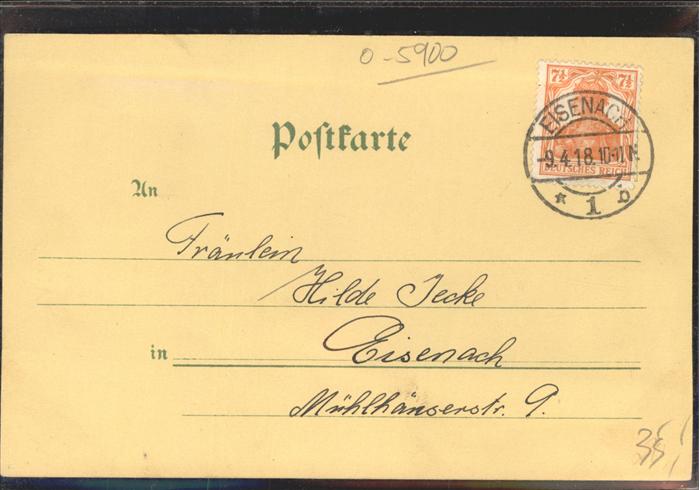 0-5900
7½ 7½
DEUTSCHES REICH
EISENACH
-9.4.18.10-11N
* 1 b
Postkarte
An
Fräulein
Hilde Jecke
in Eisenach
Mühlhäuserstr. 9.
35,